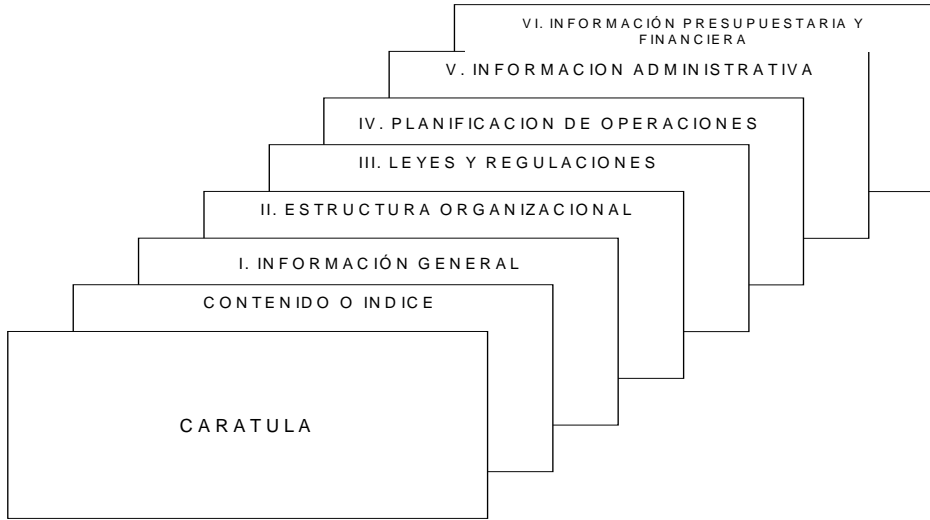 VI. INFORMACIÓN PRESUPUESTARIA Y
FINANCIERA
V. INFORMACION ADMINISTRATIVA
IV. PLANIFICACION DE OPERACIONES
III. LEYES Y REGULACIONES
II. ESTRUCTURA ORGANIZACIONAL
I. INFORMACIÓN GENERAL
CONTENIDO O INDICE
CARATULA